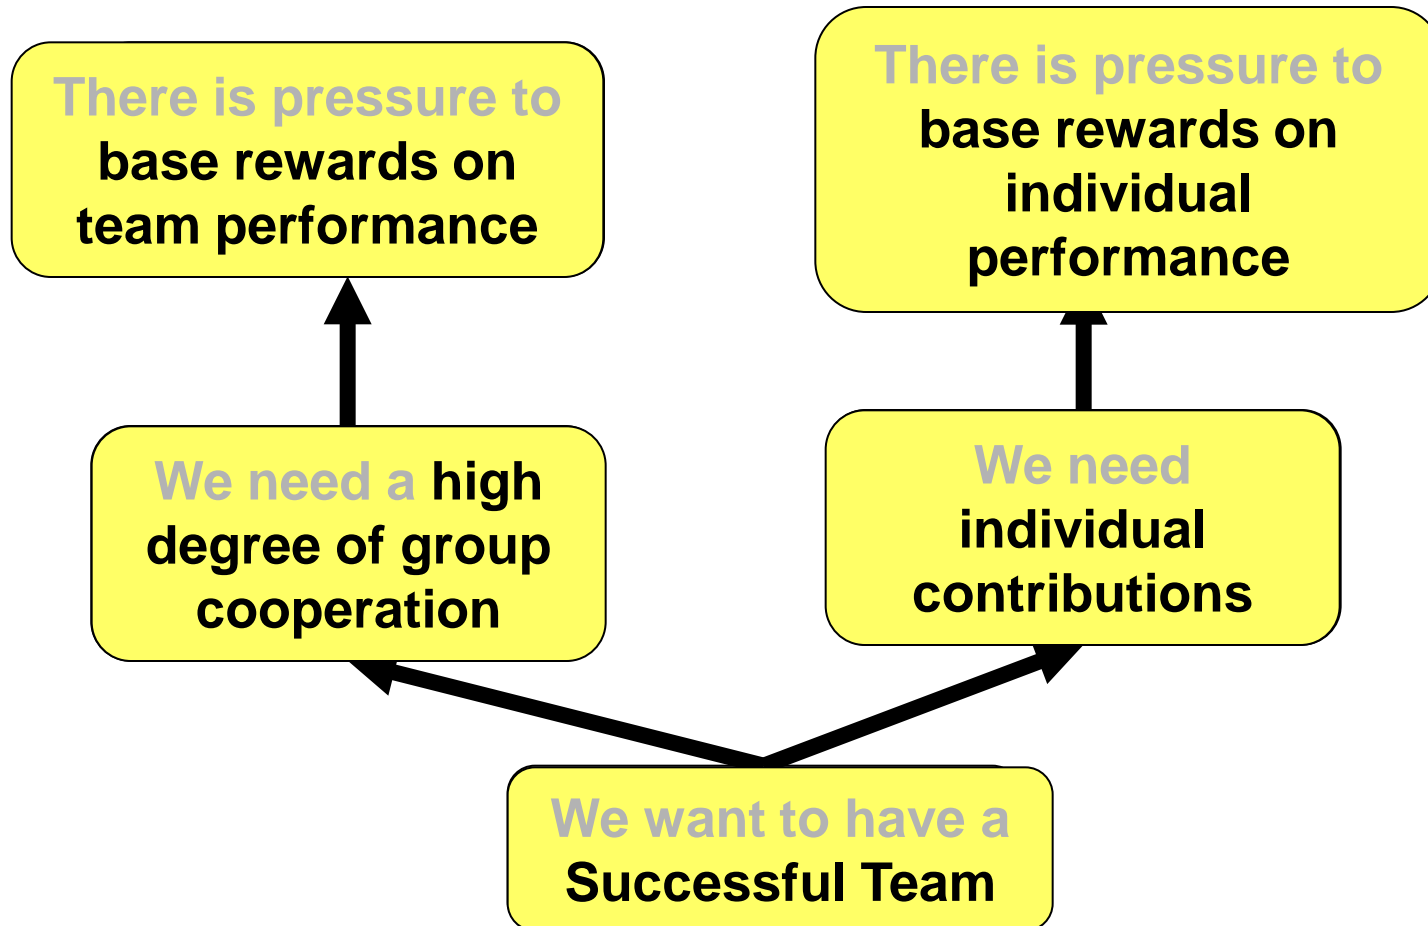 There is pressure to
base rewards on
team performance
There is pressure to
base rewards on
individual
performance
We need a high
degree of group
cooperation
We need
individual
contributions
We want to have a
Successful Team